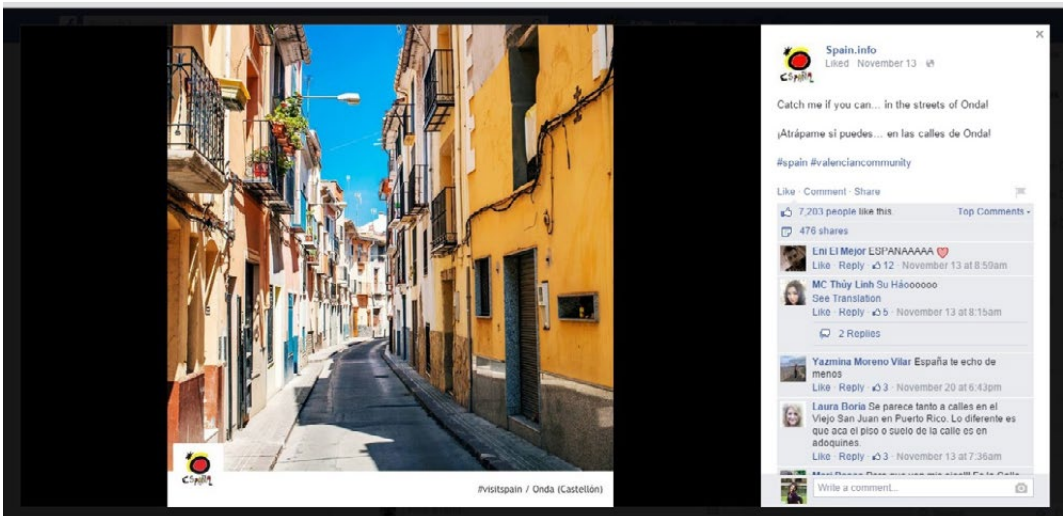 Spain.info
Liked · November 13 ·
Catch me if you can... in the streets of Onda!
¡Atrápame si puedes... en las calles de Onda!
#spain #valenciancommunity
Like · Comment · Share
7,203 people like this.
Top Comments
476 shares
Eni El Mejor ESPANAAAAA
Like · Reply · 12 · November 13 at 8:59am
MC Thùy Linh Su Háoooooo
See Translation
Like · Reply · 5 · November 13 at 8:15am
2 Replies
Yazmina Moreno Vilar España te echo de
menos
Like · Reply · 3 · November 20 at 6:43pm
Laura Boria Se parece tanto a calles en el
Viejo San Juan en Puerto Rico. Lo diferente es
que aca el piso o suelo de la calle es en
adoquines.
Like · Reply · 3 · November 13 at 7:36am
Write a comment...
ESPAÑA
ESPAÑA
#visitspain / Onda (Castellón)